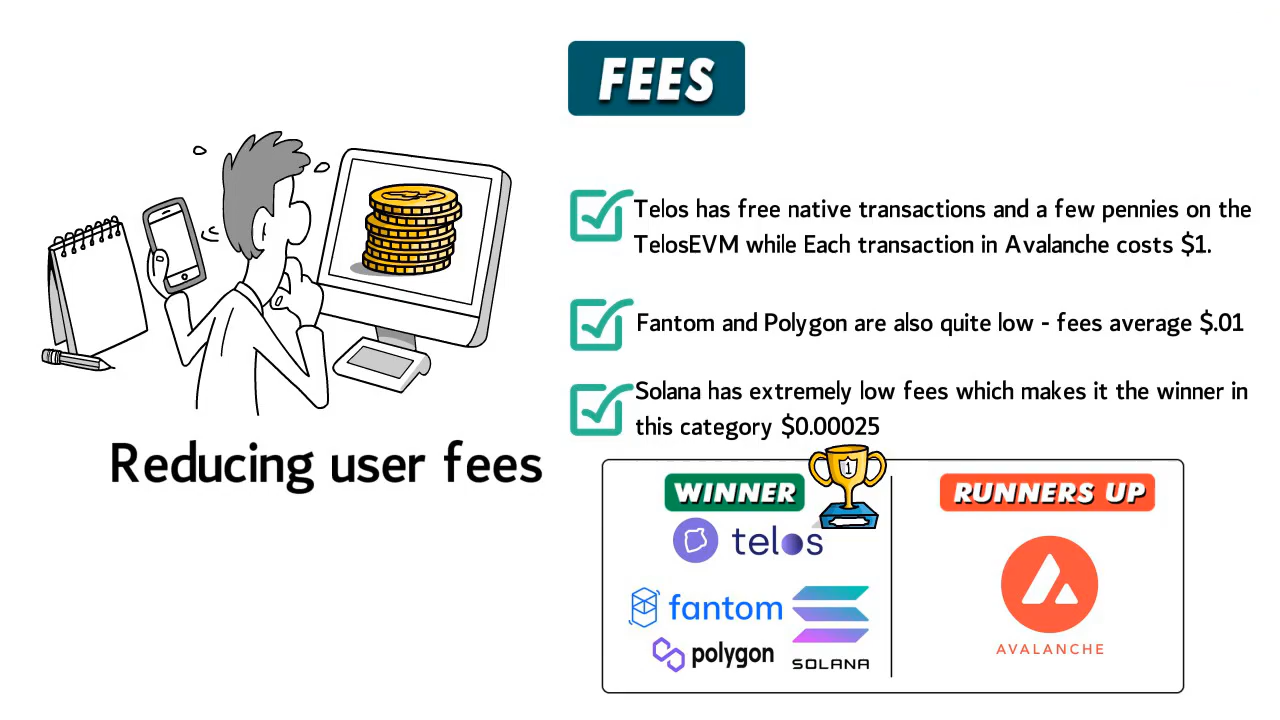 FEES
Telos has free native transactions and a few pennies on the
TelosEVM while Each transaction in Avalanche costs $1.
Fantom and Polygon are also quite low - fees average $.01
Solana has extremely low fees which makes it the winner in
this category $0.00025
Reducing user fees
WINNER
1
RUNNERS UP
telos
fantom
polygon
SOLANA
AVALANCHE